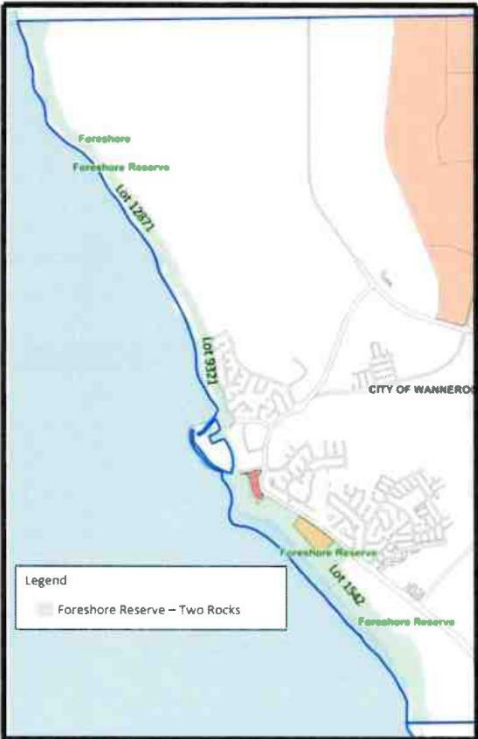 Foreshore
Foreshore Reserve
Lot 12871
Lot 9321
CITY OF WANNEROO
Foreshore Reserve
Lot 1542
Foreshore Reserve
Legend
Foreshore Reserve – Two Rocks